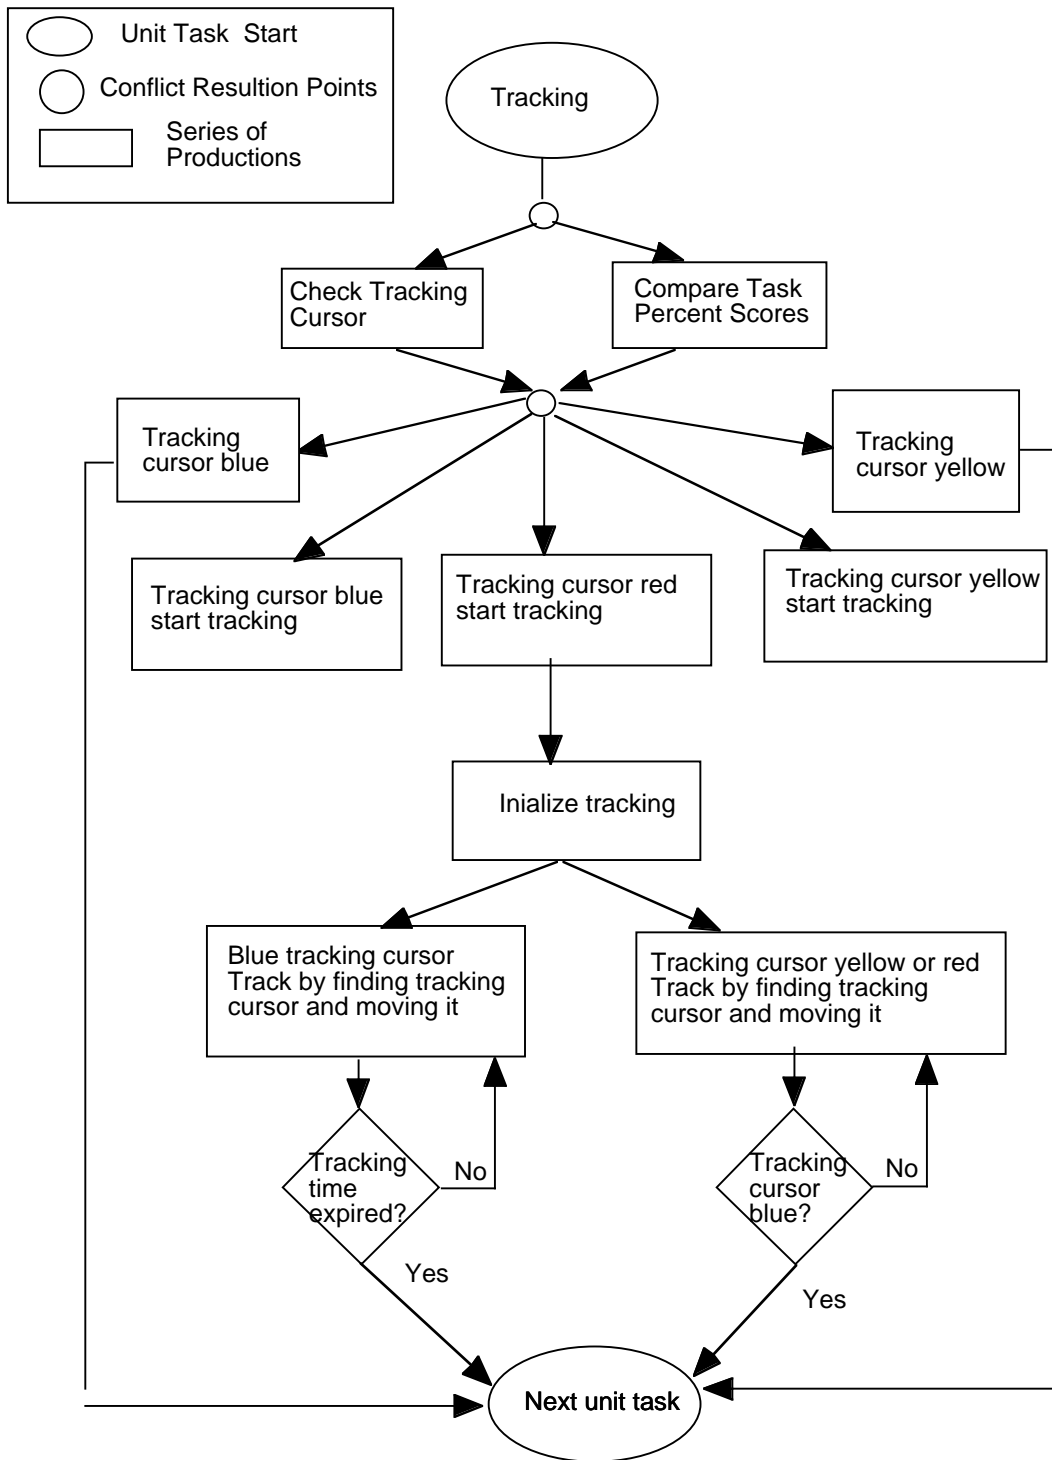 Unit Task Start
Conflict Resultion Points
Series of
Productions
Tracking
Check Tracking
Cursor
Compare Task
Percent Scores
Tracking
cursor blue
Tracking
cursor yellow
Tracking cursor blue
start tracking
Tracking cursor red
start tracking
Tracking cursor yellow
start tracking
Inialize tracking
Blue tracking cursor
Track by finding tracking
cursor and moving it
Tracking cursor yellow or red
Track by finding tracking
cursor and moving it
Tracking
time
expired?
No
Yes
Tracking
cursor
blue?
No
Yes
Next unit task